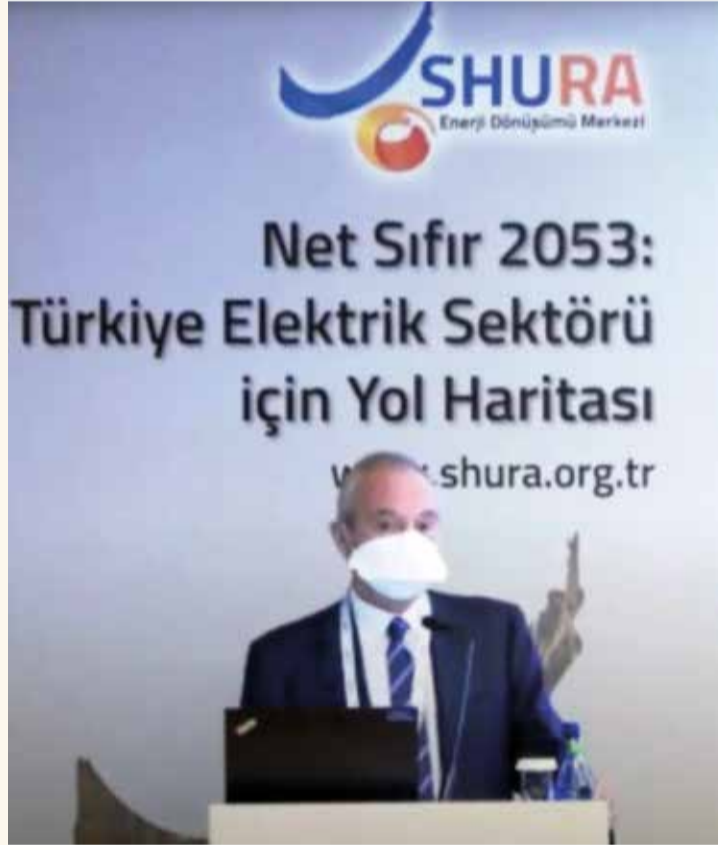 SHURA
Enerji Dönüşümü Merkezi
Net Sıfır 2053:
Türkiye Elektrik Sektörü
için Yol Haritası
.shura.org.tr